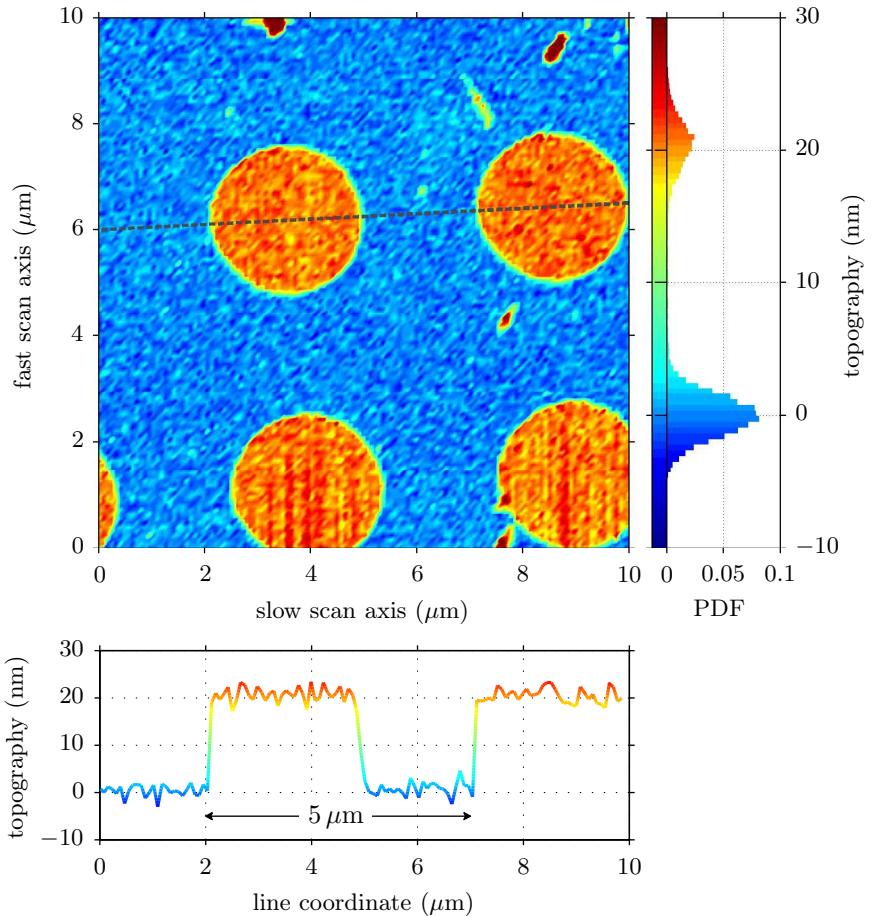 10
8
6
4
2
0
fast scan axis (μm)
0 2 4 6 8 10
slow scan axis (μm)
30
20
10
0
−10
topography (nm)
0 0.05 0.1
PDF
30
20
10
0
−10
topography (nm)
5 μm
0 2 4 6 8 10
line coordinate (μm)